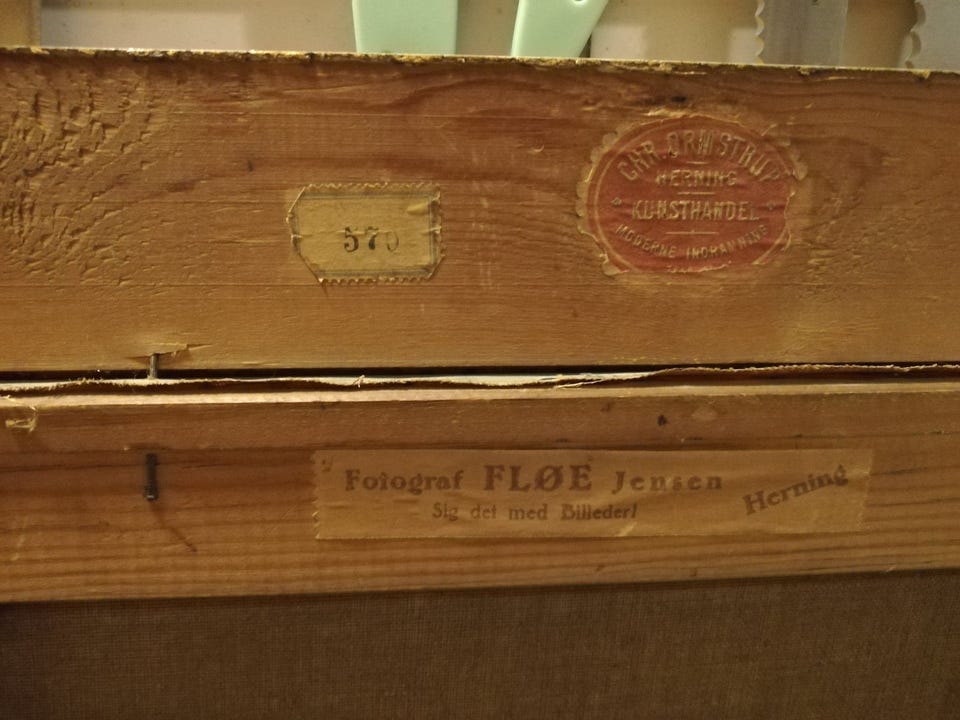 570
CHR. ORMSTRUP
HERNING
KUNSTHANDEL
MODERNE INDRAMNING
Fotograf FLØE Jensen
Sig det med Billeder!
Herning